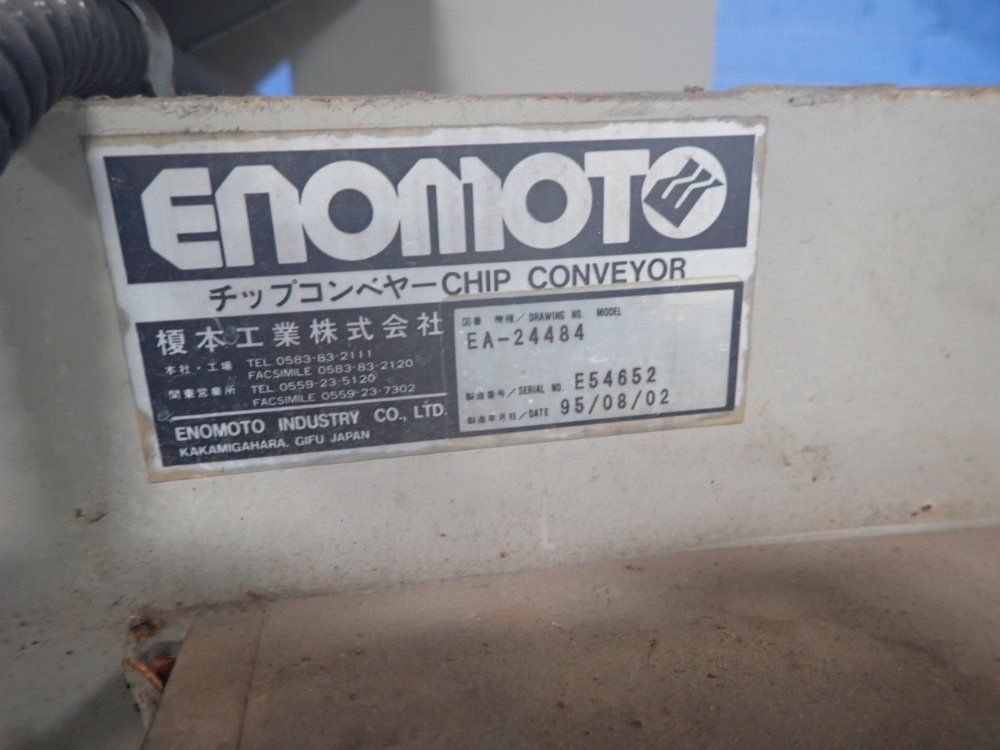 ENOMOTO
チップコンベヤーCHIP CONVEYOR
榎本工業株式会社
本社・工場 TEL 0583-83-2111
FACSIMILE 0583-83-2120
関東営業所 TEL 0559-23-5120
FACSIMILE 0559-23-7302
ENOMOTO INDUSTRY CO., LTD.
KAKAMIGAHARA, GIFU JAPAN
図番 機種/DRAWING NO. MODEL
EA-24484
製造番号/SERIAL NO. E54652
製造年月日/DATE 95/08/02